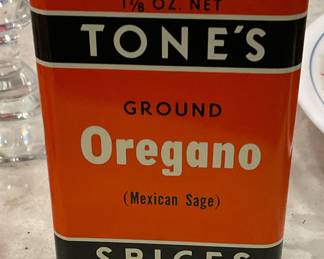 1⅛ OZ. NET
TONE'S
GROUND
Oregano
(Mexican Sage)
SPICES